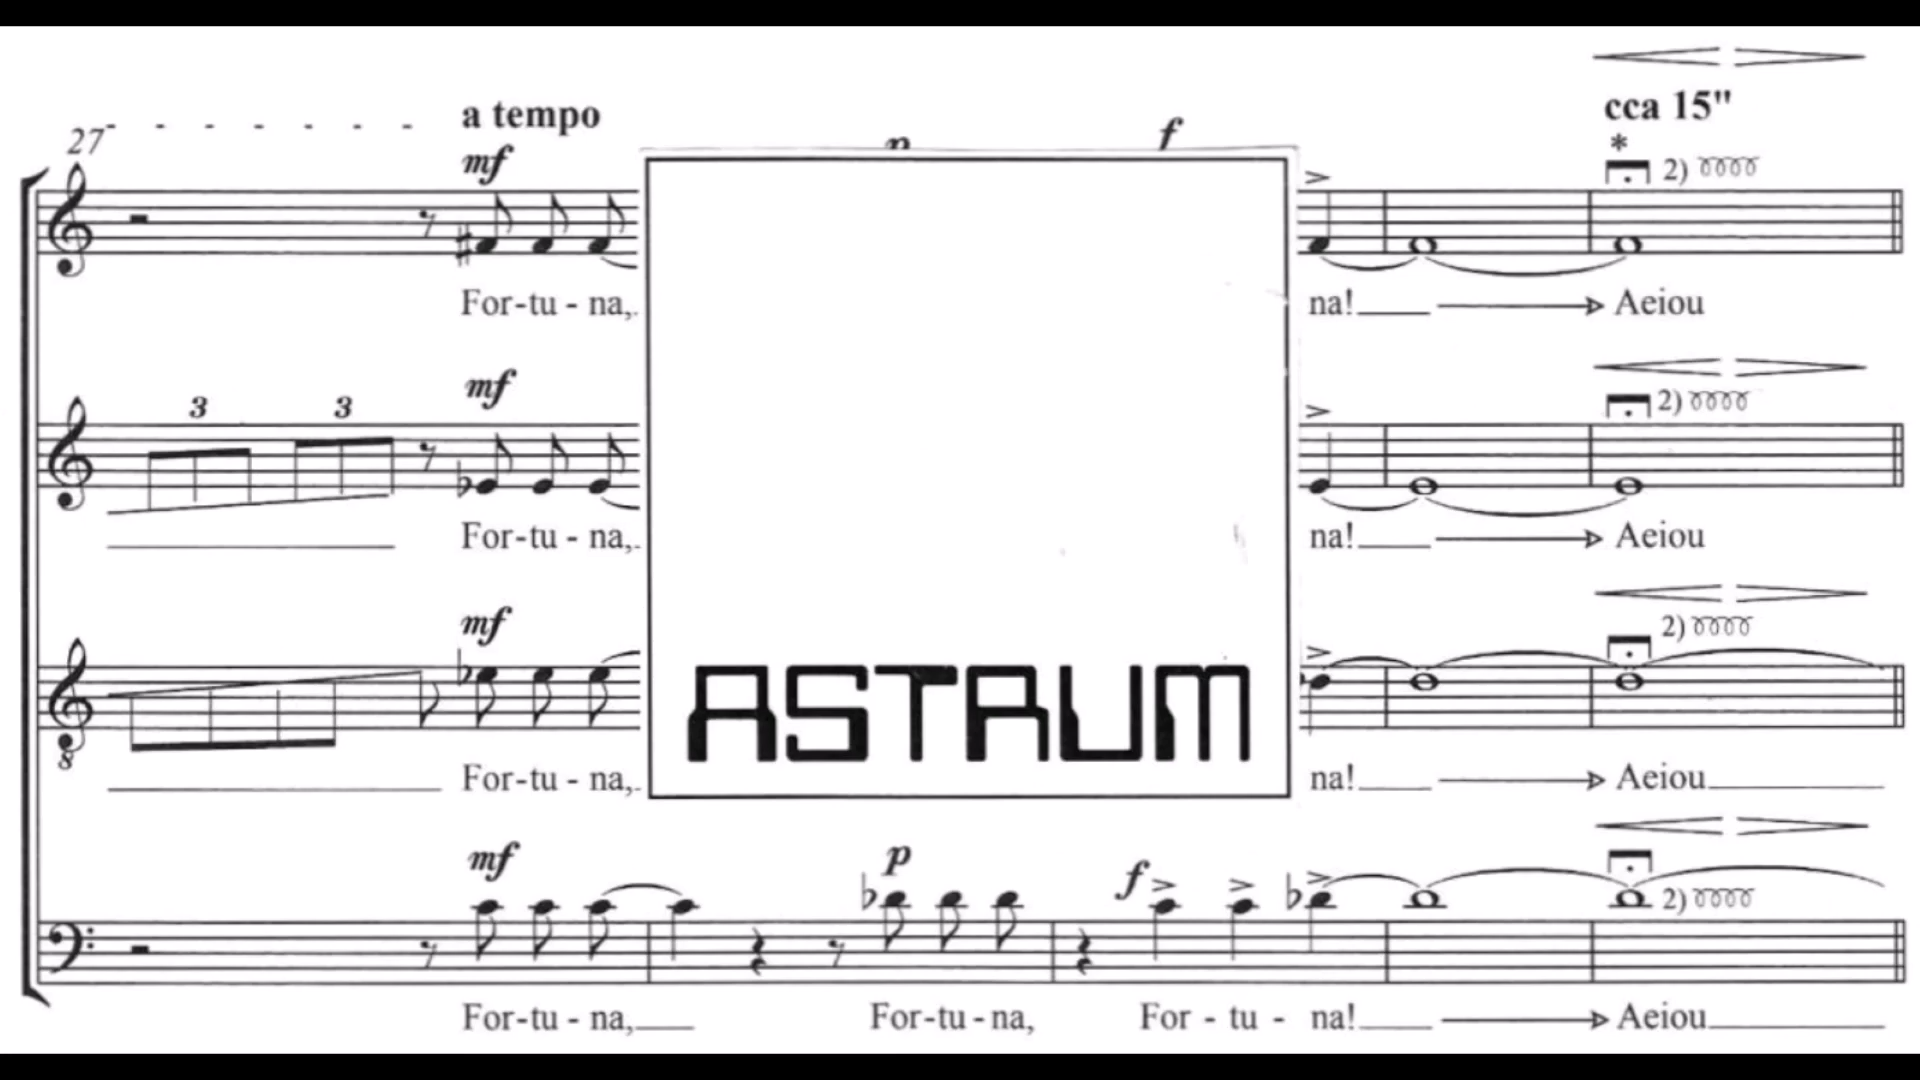 cca 15"
a tempo
f
27
*
mf
2)
For-tu - na,
na! Aeiou
mf
3 3
2)
For-tu - na,
na! Aeiou
mf
2)
8
ASTRUM
For-tu - na,
na! Aeiou
mf
p
f
2)
For-tu - na, For-tu - na, For - tu - na! Aeiou